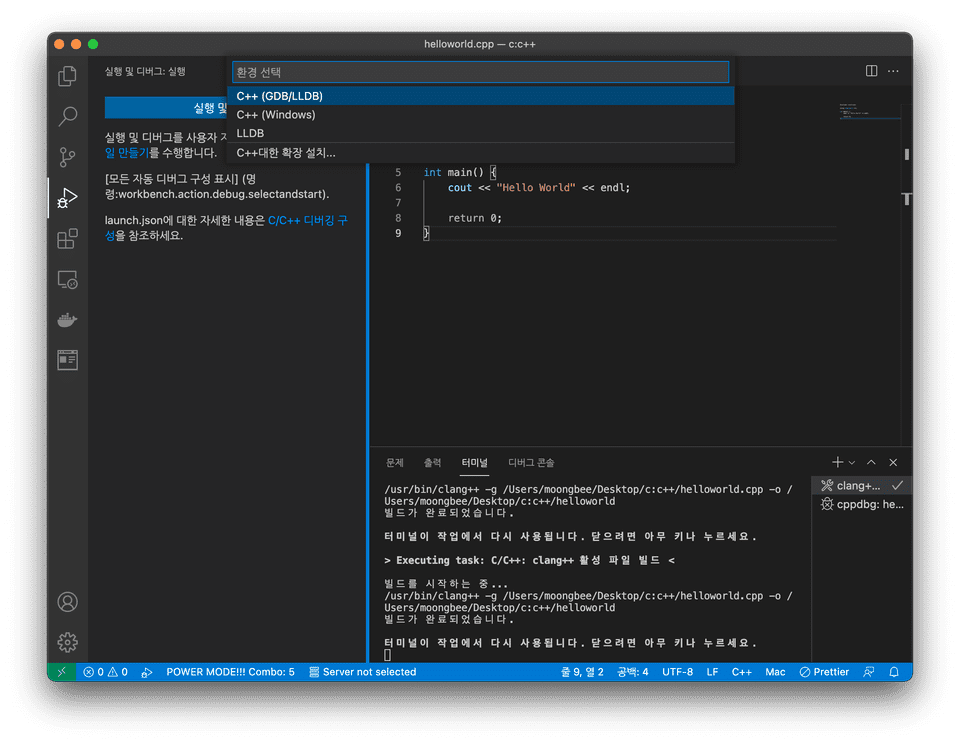 helloworld.cpp — c:c++
실행 및 디버그: 실행
환경 선택
C++ (GDB/LLDB)
C++ (Windows)
LLDB
C++대한 확장 설치...
실행 및
실행 및 디버그를 사용자 지
일 만들기를 수행합니다.
[모든 자동 디버그 구성 표시] (명
령:workbench.action.debug.selectandstart).
launch.json에 대한 자세한 내용은 C/C++ 디버깅 구
성을 참조하세요.
5 int main() {
6 cout << "Hello World" << endl;
7
8 return 0;
9 }
문제 출력 터미널 디버그 콘솔
/usr/bin/clang++ -g /Users/moongbee/Desktop/c:c++/helloworld.cpp -o /
Users/moongbee/Desktop/c:c++/helloworld
빌드가 완료되었습니다.
터미널이 작업에서 다시 사용됩니다. 닫으려면 아무 키나 누르세요.
> Executing task: C/C++: clang++ 활성 파일 빌드 <
빌드를 시작하는 중...
/usr/bin/clang++ -g /Users/moongbee/Desktop/c:c++/helloworld.cpp -o /
Users/moongbee/Desktop/c:c++/helloworld
빌드가 완료되었습니다.
터미널이 작업에서 다시 사용됩니다. 닫으려면 아무 키나 누르세요.
clang+...
cppdbg: he...
0 0 POWER MODE!!! Combo: 5 Server not selected 줄 9, 열 2 공백: 4 UTF-8 LF C++ Mac Prettier